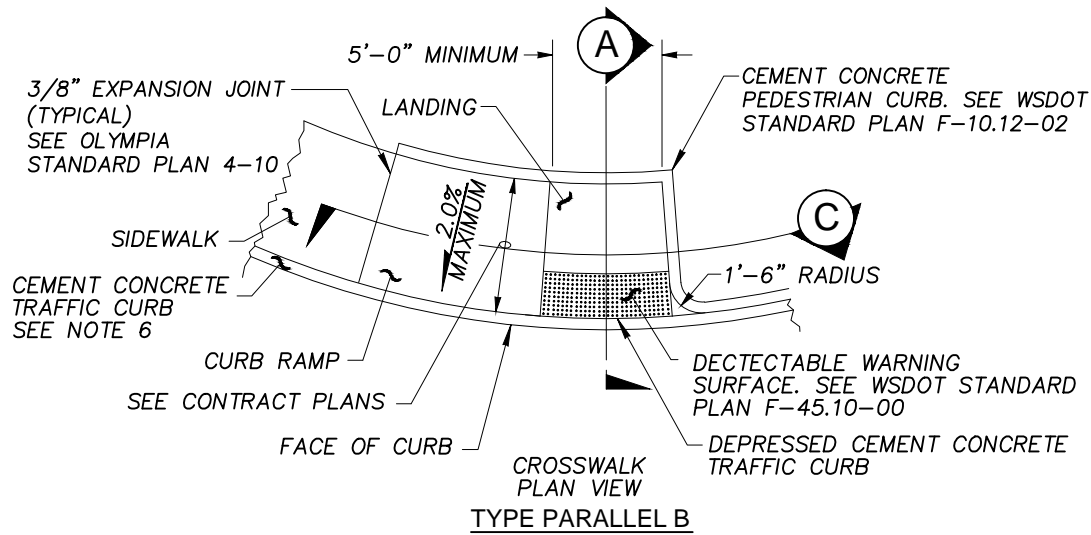 A
5'-0" MINIMUM
3/8" EXPANSION JOINT
(TYPICAL)
SEE OLYMPIA
STANDARD PLAN 4-10
LANDING
CEMENT CONCRETE
PEDESTRIAN CURB. SEE WSDOT
STANDARD PLAN F-10.12-02
2.0%
MAXIMUM
C
SIDEWALK
CEMENT CONCRETE
TRAFFIC CURB
SEE NOTE 6
1'-6" RADIUS
CURB RAMP
SEE CONTRACT PLANS
FACE OF CURB
DECTECTABLE WARNING
SURFACE. SEE WSDOT STANDARD
PLAN F-45.10-00
DEPRESSED CEMENT CONCRETE
TRAFFIC CURB
CROSSWALK
PLAN VIEW
TYPE PARALLEL B